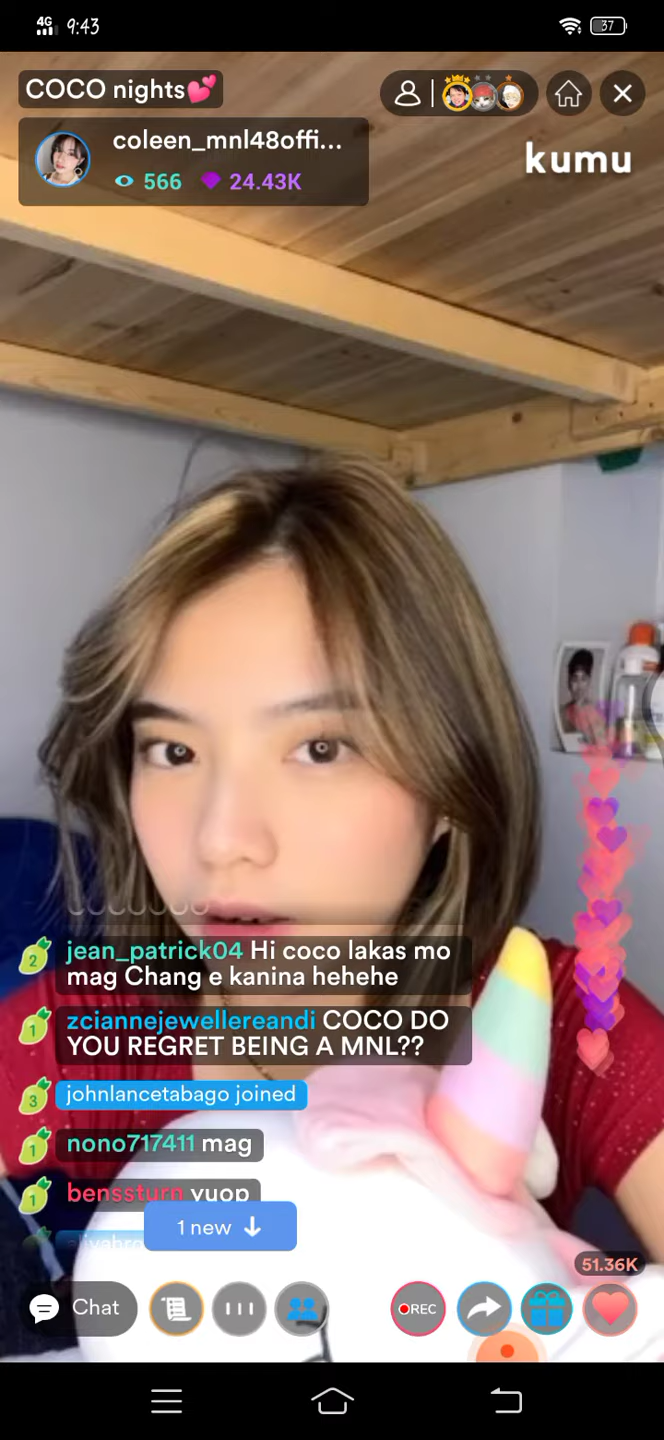 4G 9:43 37
COCO nights💕
coleen_mnl48offi...
566 24.43K
kumu
2 jean_patrick04 Hi coco lakas mo
mag Chang e kanina hehehe
1 zciannejewellereandi COCO DO
YOU REGRET BEING A MNL??
3 johnlancetabago joined
1 nono717411 mag
1 benssturn yuop
1 new ↓
51.36K
Chat REC